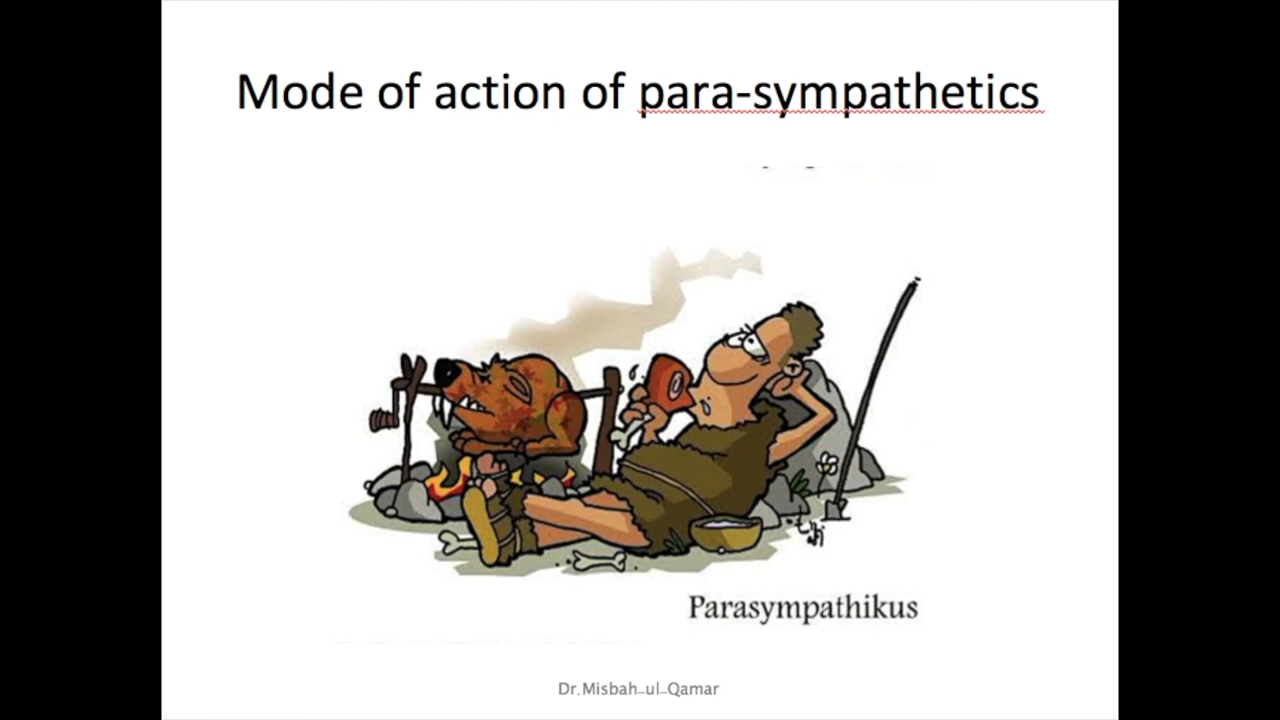 Mode of action of para-sympathetics
Parasympathikus
Dr.Misbah-ul-Qamar